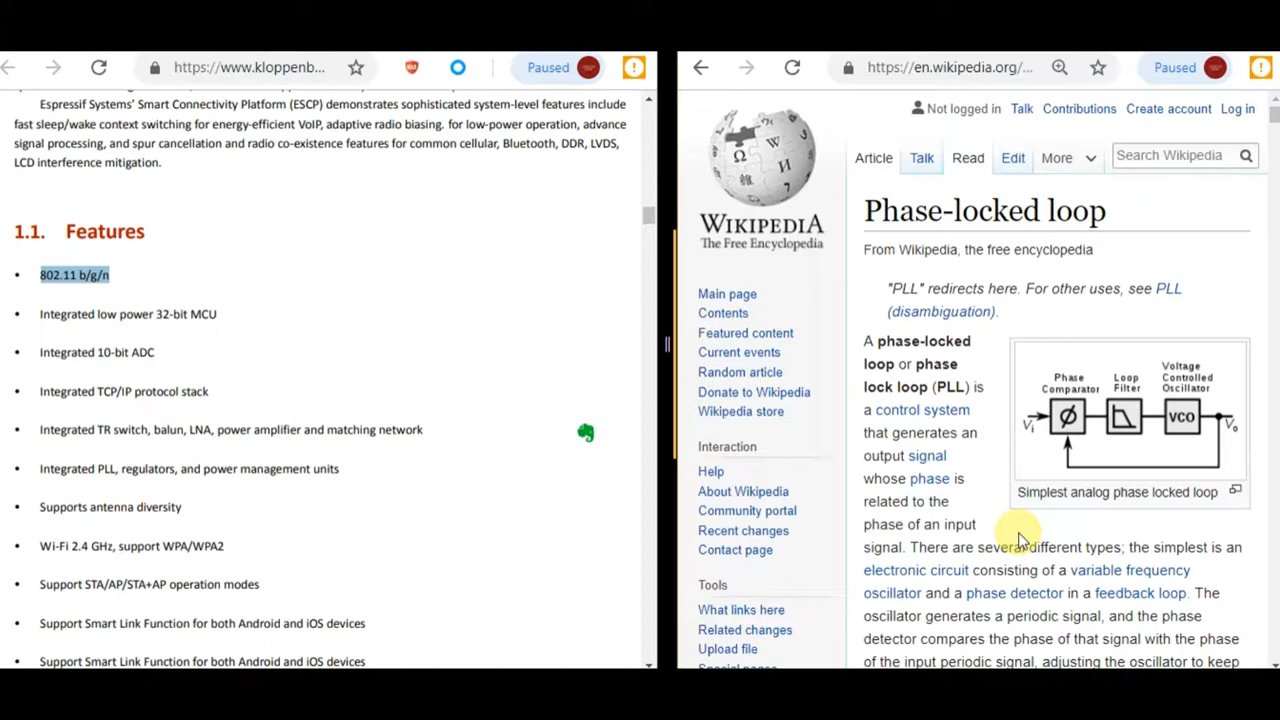 https://www.kloppenb...
Paused
Espressif Systems' Smart Connectivity Platform (ESCP) demonstrates sophisticated system-level features include
fast sleep/wake context switching for energy-efficient VoIP, adaptive radio biasing. for low-power operation, advance
signal processing, and spur cancellation and radio co-existence features for common cellular, Bluetooth, DDR, LVDS,
LCD interference mitigation.
1.1. Features
• 802.11 b/g/n
• Integrated low power 32-bit MCU
• Integrated 10-bit ADC
• Integrated TCP/IP protocol stack
• Integrated TR switch, balun, LNA, power amplifier and matching network
• Integrated PLL, regulators, and power management units
• Supports antenna diversity
• Wi-Fi 2.4 GHz, support WPA/WPA2
• Support STA/AP/STA+AP operation modes
• Support Smart Link Function for both Android and iOS devices
• Support Smart Link Function for both Android and iOS devices
https://en.wikipedia.org/...
Paused
Not logged in Talk Contributions Create account Log in
Article Talk Read Edit More Search Wikipedia
WIKIPEDIA
The Free Encyclopedia
Main page
Contents
Featured content
Current events
Random article
Donate to Wikipedia
Wikipedia store
Interaction
Help
About Wikipedia
Community portal
Recent changes
Contact page
Tools
What links here
Related changes
Upload file
Phase-locked loop
From Wikipedia, the free encyclopedia
"PLL" redirects here. For other uses, see PLL
(disambiguation).
A phase-locked
loop or phase
lock loop (PLL) is
a control system
that generates an
output signal
whose phase is
related to the
phase of an input
signal. There are several different types; the simplest is an
electronic circuit consisting of a variable frequency
oscillator and a phase detector in a feedback loop. The
oscillator generates a periodic signal, and the phase
detector compares the phase of that signal with the phase
of the input periodic signal, adjusting the oscillator to keep
Phase
Comparator
Loop
Filter
Voltage
Controlled
Oscillator
Vi
Ø
VCO
Vo
Simplest analog phase locked loop